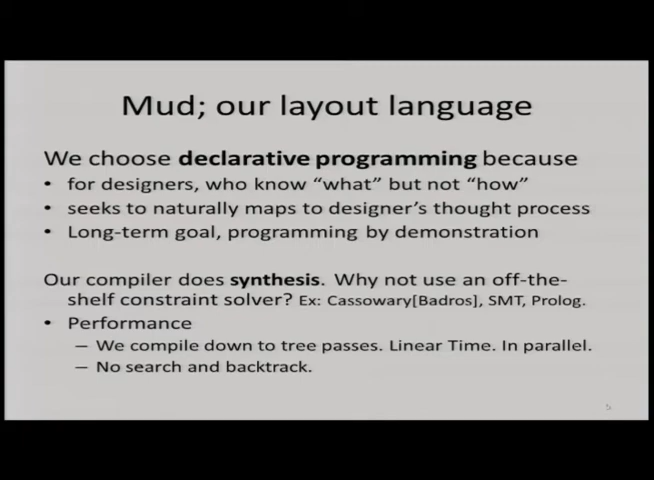 Mud; our layout language
We choose declarative programming because
• for designers, who know “what” but not “how”
• seeks to naturally maps to designer’s thought process
• Long-term goal, programming by demonstration
Our compiler does synthesis. Why not use an off-the-
shelf constraint solver? Ex: Cassowary[Badros], SMT, Prolog.
• Performance
– We compile down to tree passes. Linear Time. In parallel.
– No search and backtrack.
5